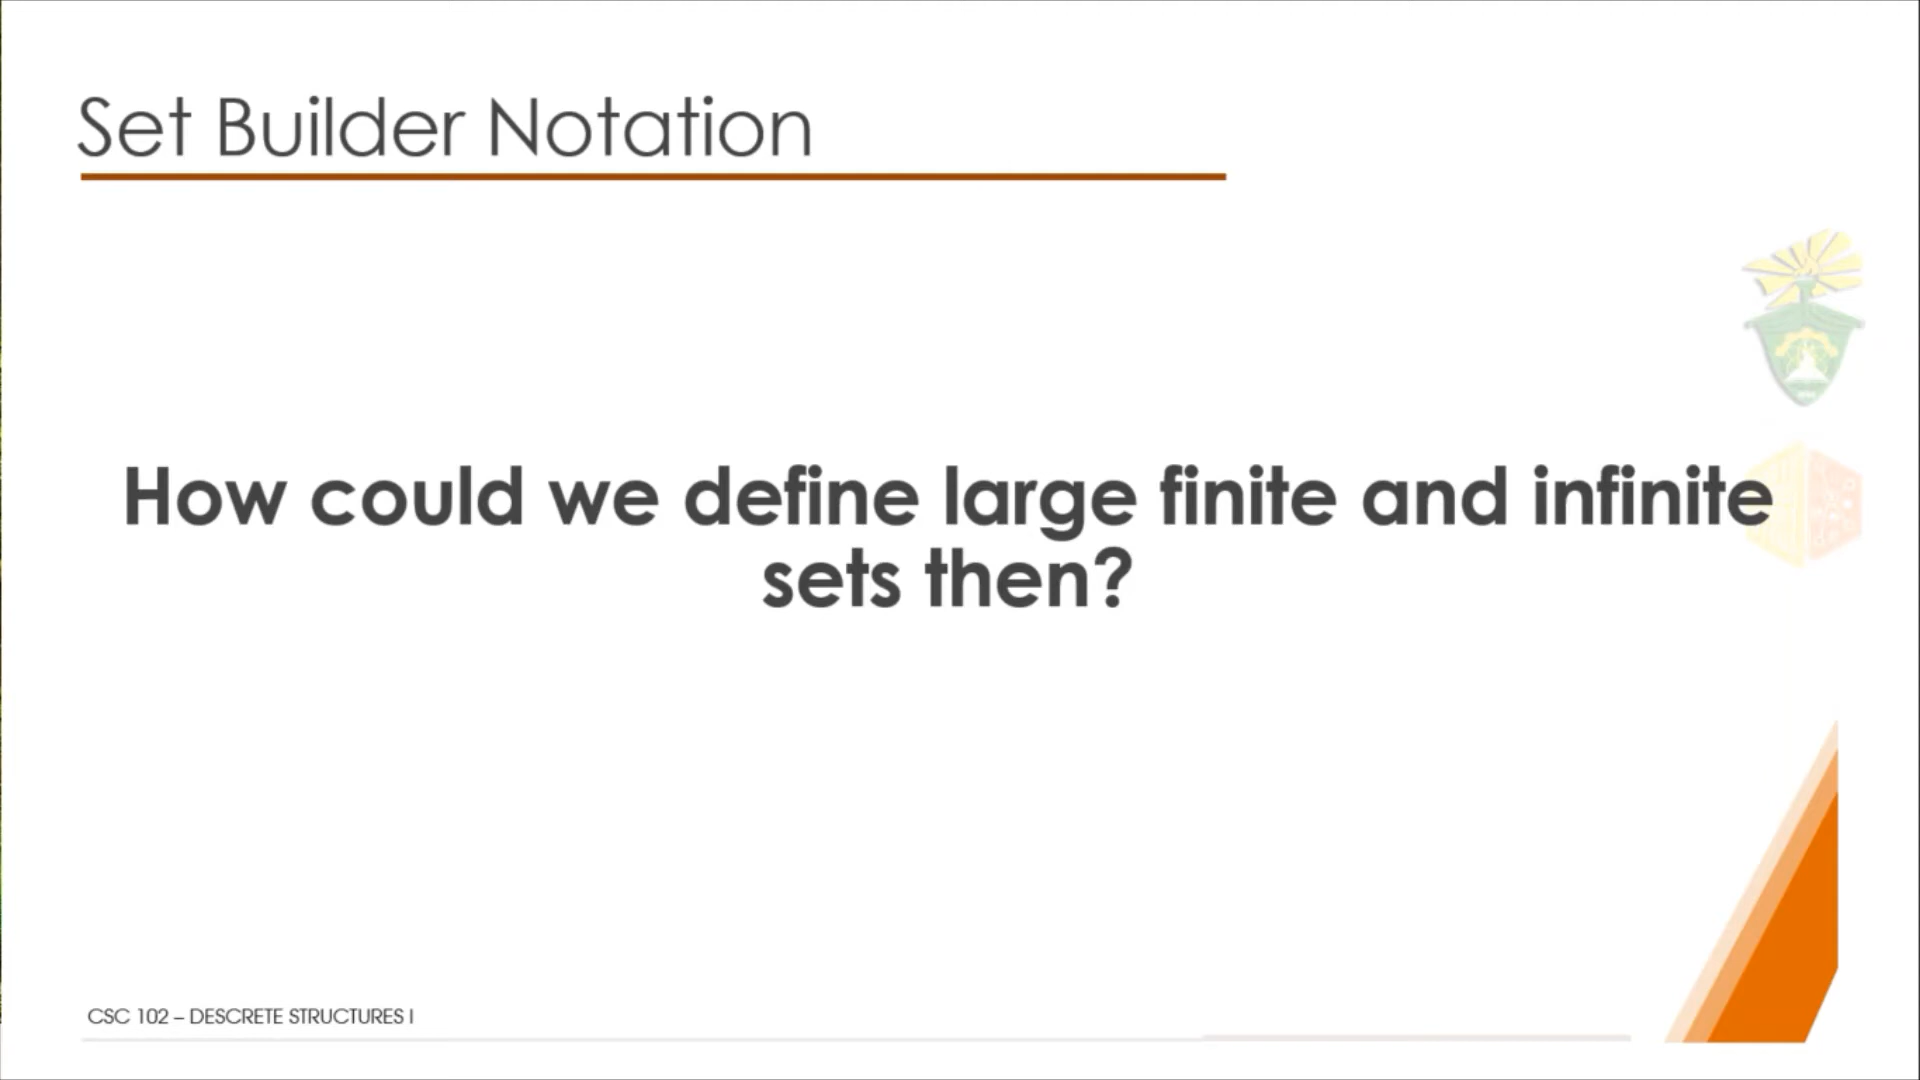 Set Builder Notation
How could we define large finite and infinite
sets then?
CSC 102 – DESCRETE STRUCTURES I